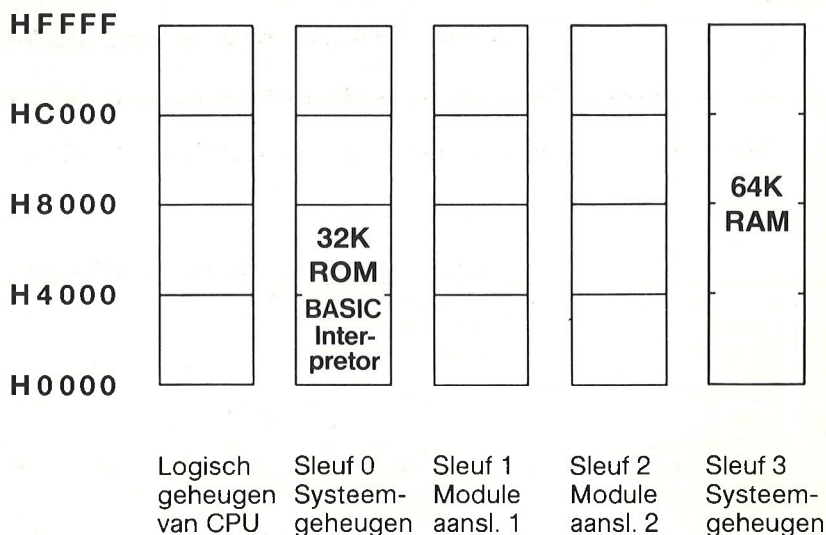 HFFFF
HC000
H8000
H4000
H0000
32K
ROM
BASIC
Inter-
pretor
64K
RAM
Logisch
geheugen
van CPU
Sleuf 0
Systeem-
geheugen
Sleuf 1
Module
aansl. 1
Sleuf 2
Module
aansl. 2
Sleuf 3
Systeem-
geheugen